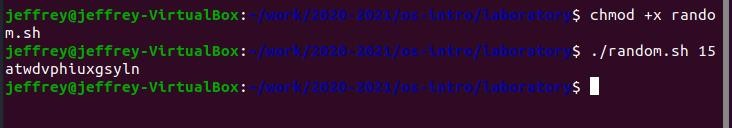 jeffrey@jeffrey-VirtualBox:~/work/2020-2021/os-intro/laboratory$ chmod +x rando
m.sh
jeffrey@jeffrey-VirtualBox:~/work/2020-2021/os-intro/laboratory$ ./random.sh 15
atwdvphiuxgsyln
jeffrey@jeffrey-VirtualBox:~/work/2020-2021/os-intro/laboratory$